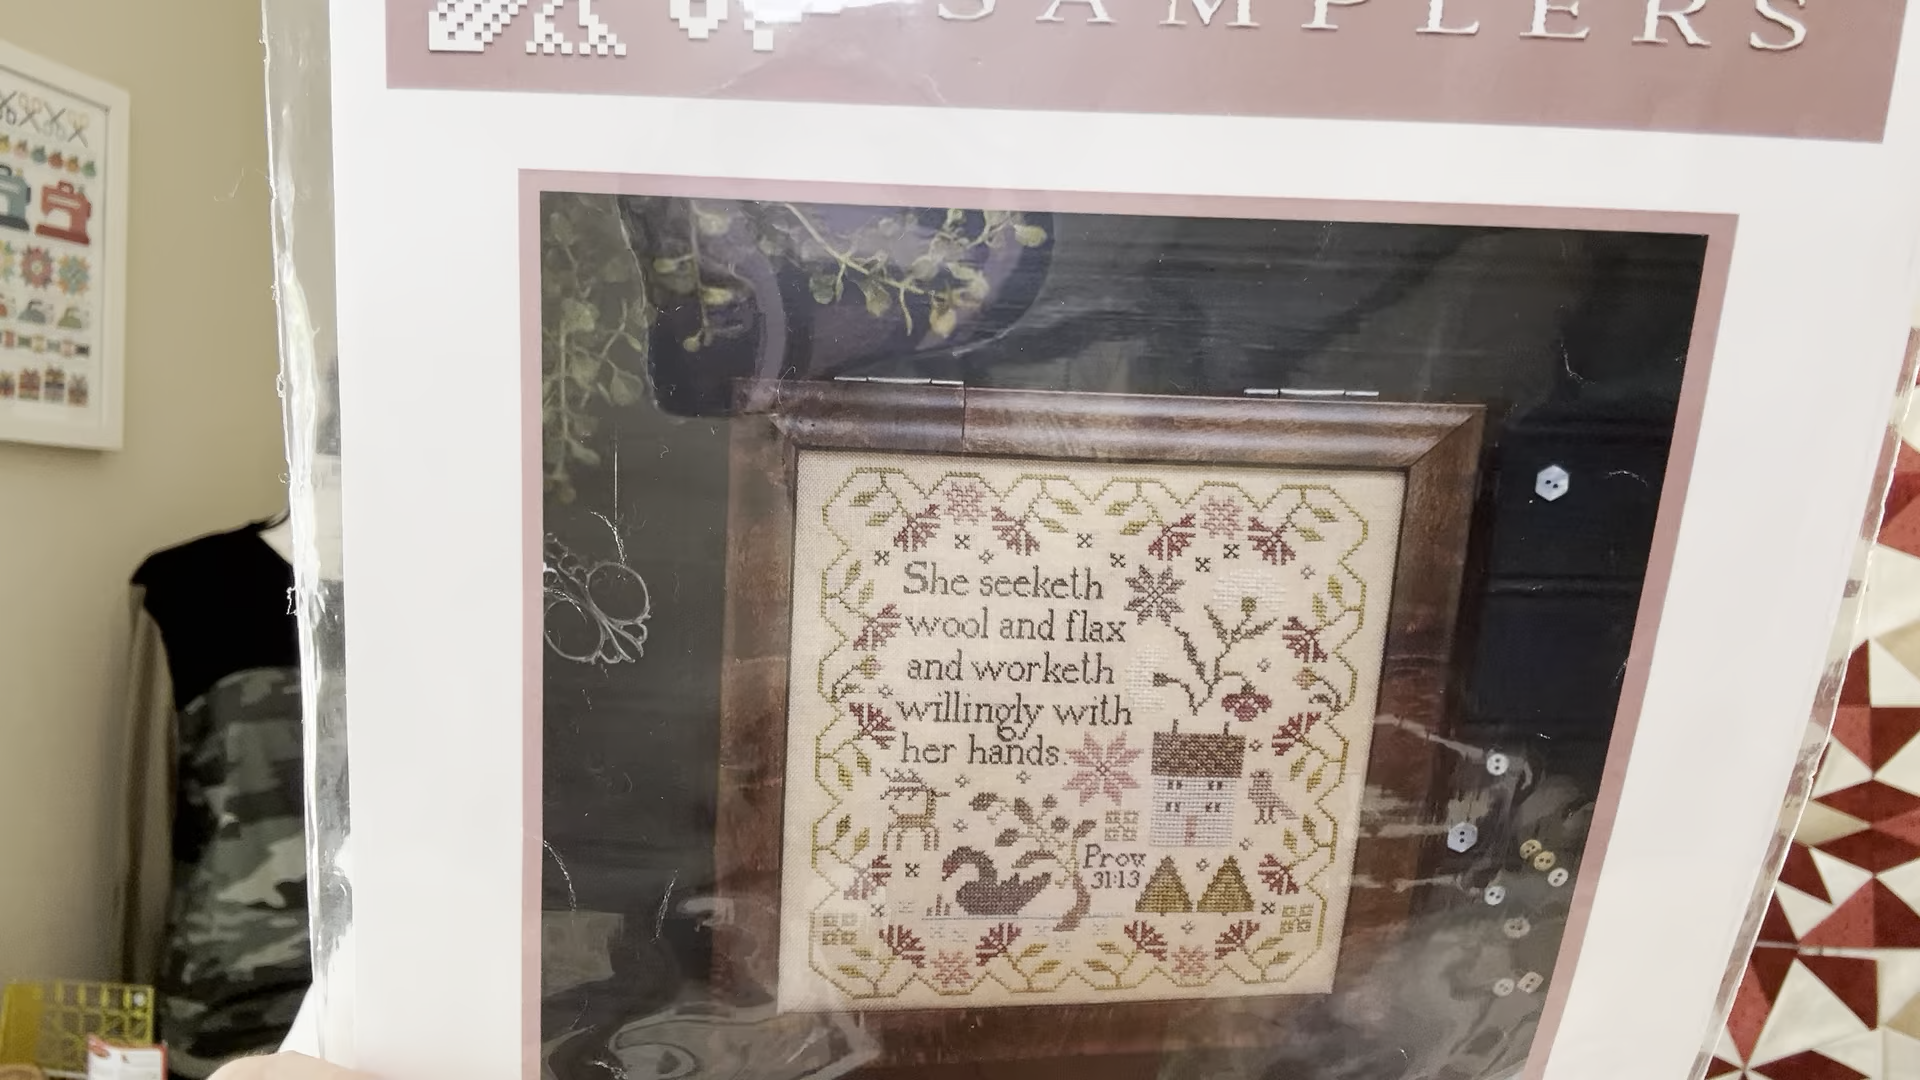 SAMPLERS
She seeketh
wool and flax
and worketh
willingly with
her hands.
Prov.
31:13